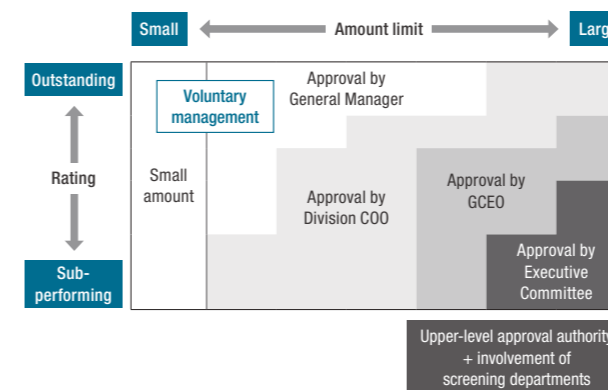 Small
Amount limit
Larg
Outstanding
Rating
Sub-
performing
Voluntary
management
Approval by
General Manager
Small
amount
Approval by
Division COO
Approval by
GCEO
Approval by
Executive
Committee
Upper-level approval authority
+ involvement of
screening departments